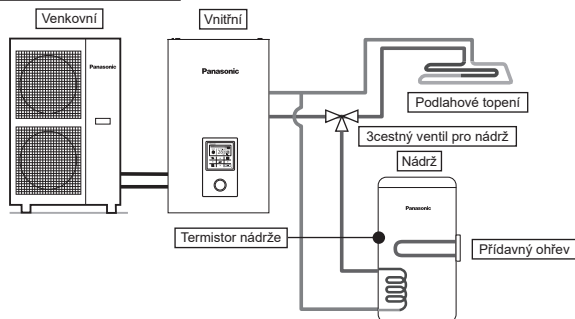 Venkovní
Vnitřní
Panasonic
Panasonic
Podlahové topení
3cestný ventil pro nádrž
Nádrž
Panasonic
Termistor nádrže
Přídavný ohřev